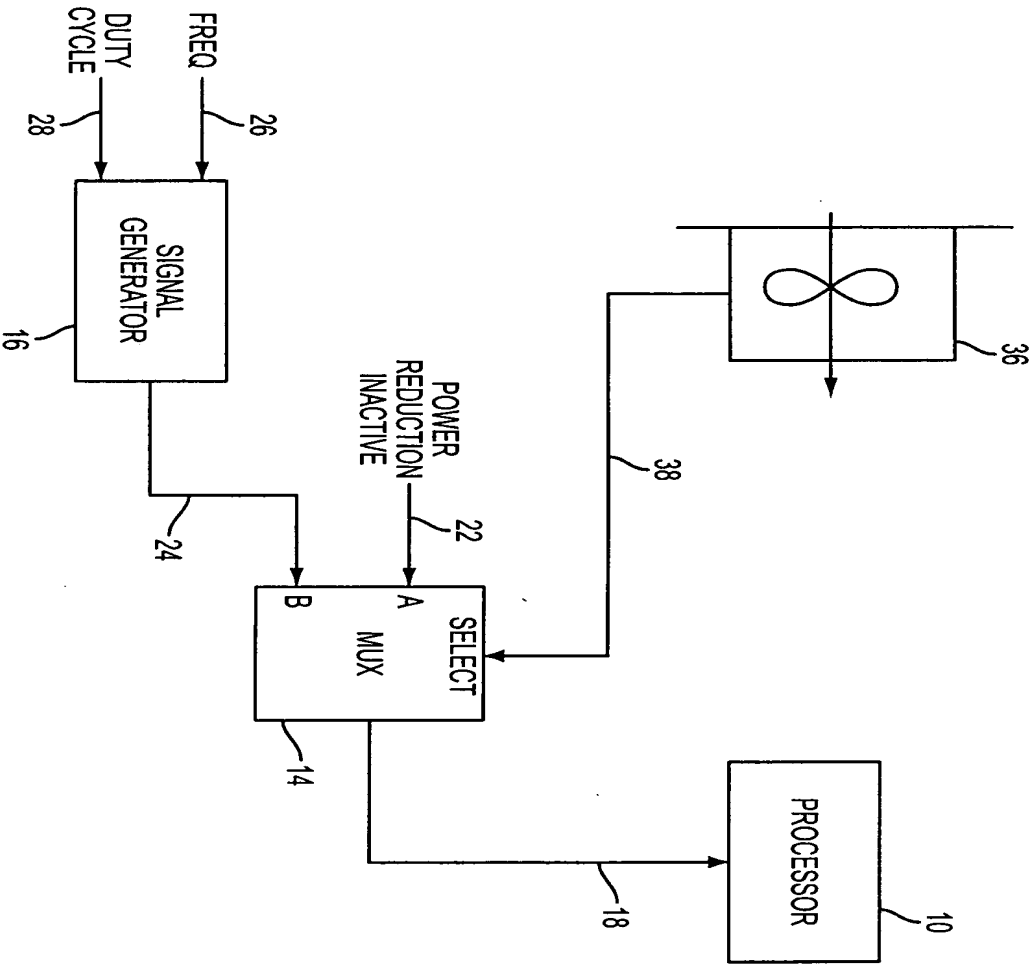 36
10
PROCESSOR
38
18
POWER
REDUCTION
INACTIVE
22
SELECT
A
MUX
B
14
FREQ
26
DUTY
CYCLE
28
SIGNAL
GENERATOR
16
24